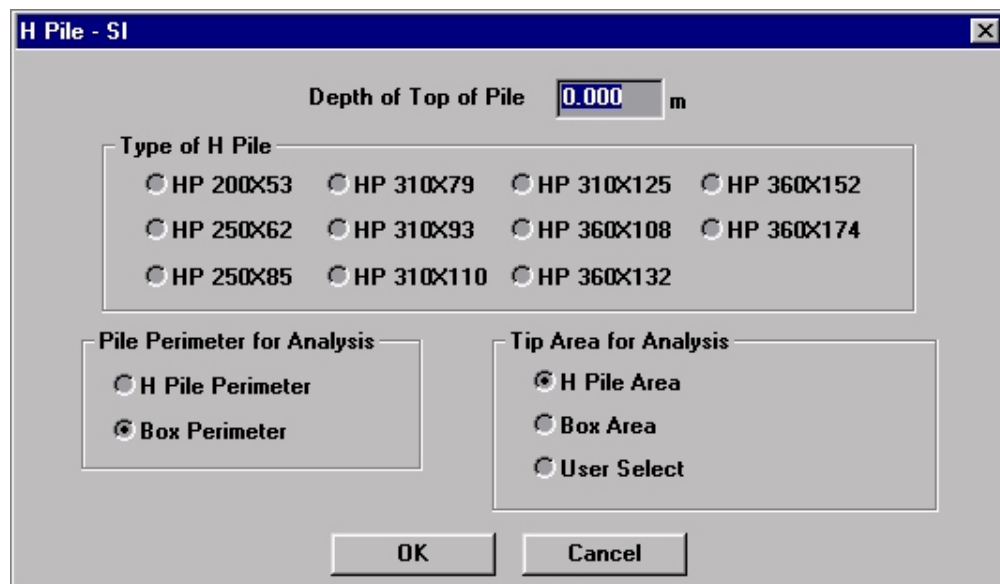 H Pile - SI
Depth of Top of Pile 0.000 m
Type of H Pile
HP 200X53 HP 310X79 HP 310X125 HP 360X152
HP 250X62 HP 310X93 HP 360X108 HP 360X174
HP 250X85 HP 310X110 HP 360X132
Pile Perimeter for Analysis
H Pile Perimeter
Box Perimeter
Tip Area for Analysis
H Pile Area
Box Area
User Select
OK Cancel